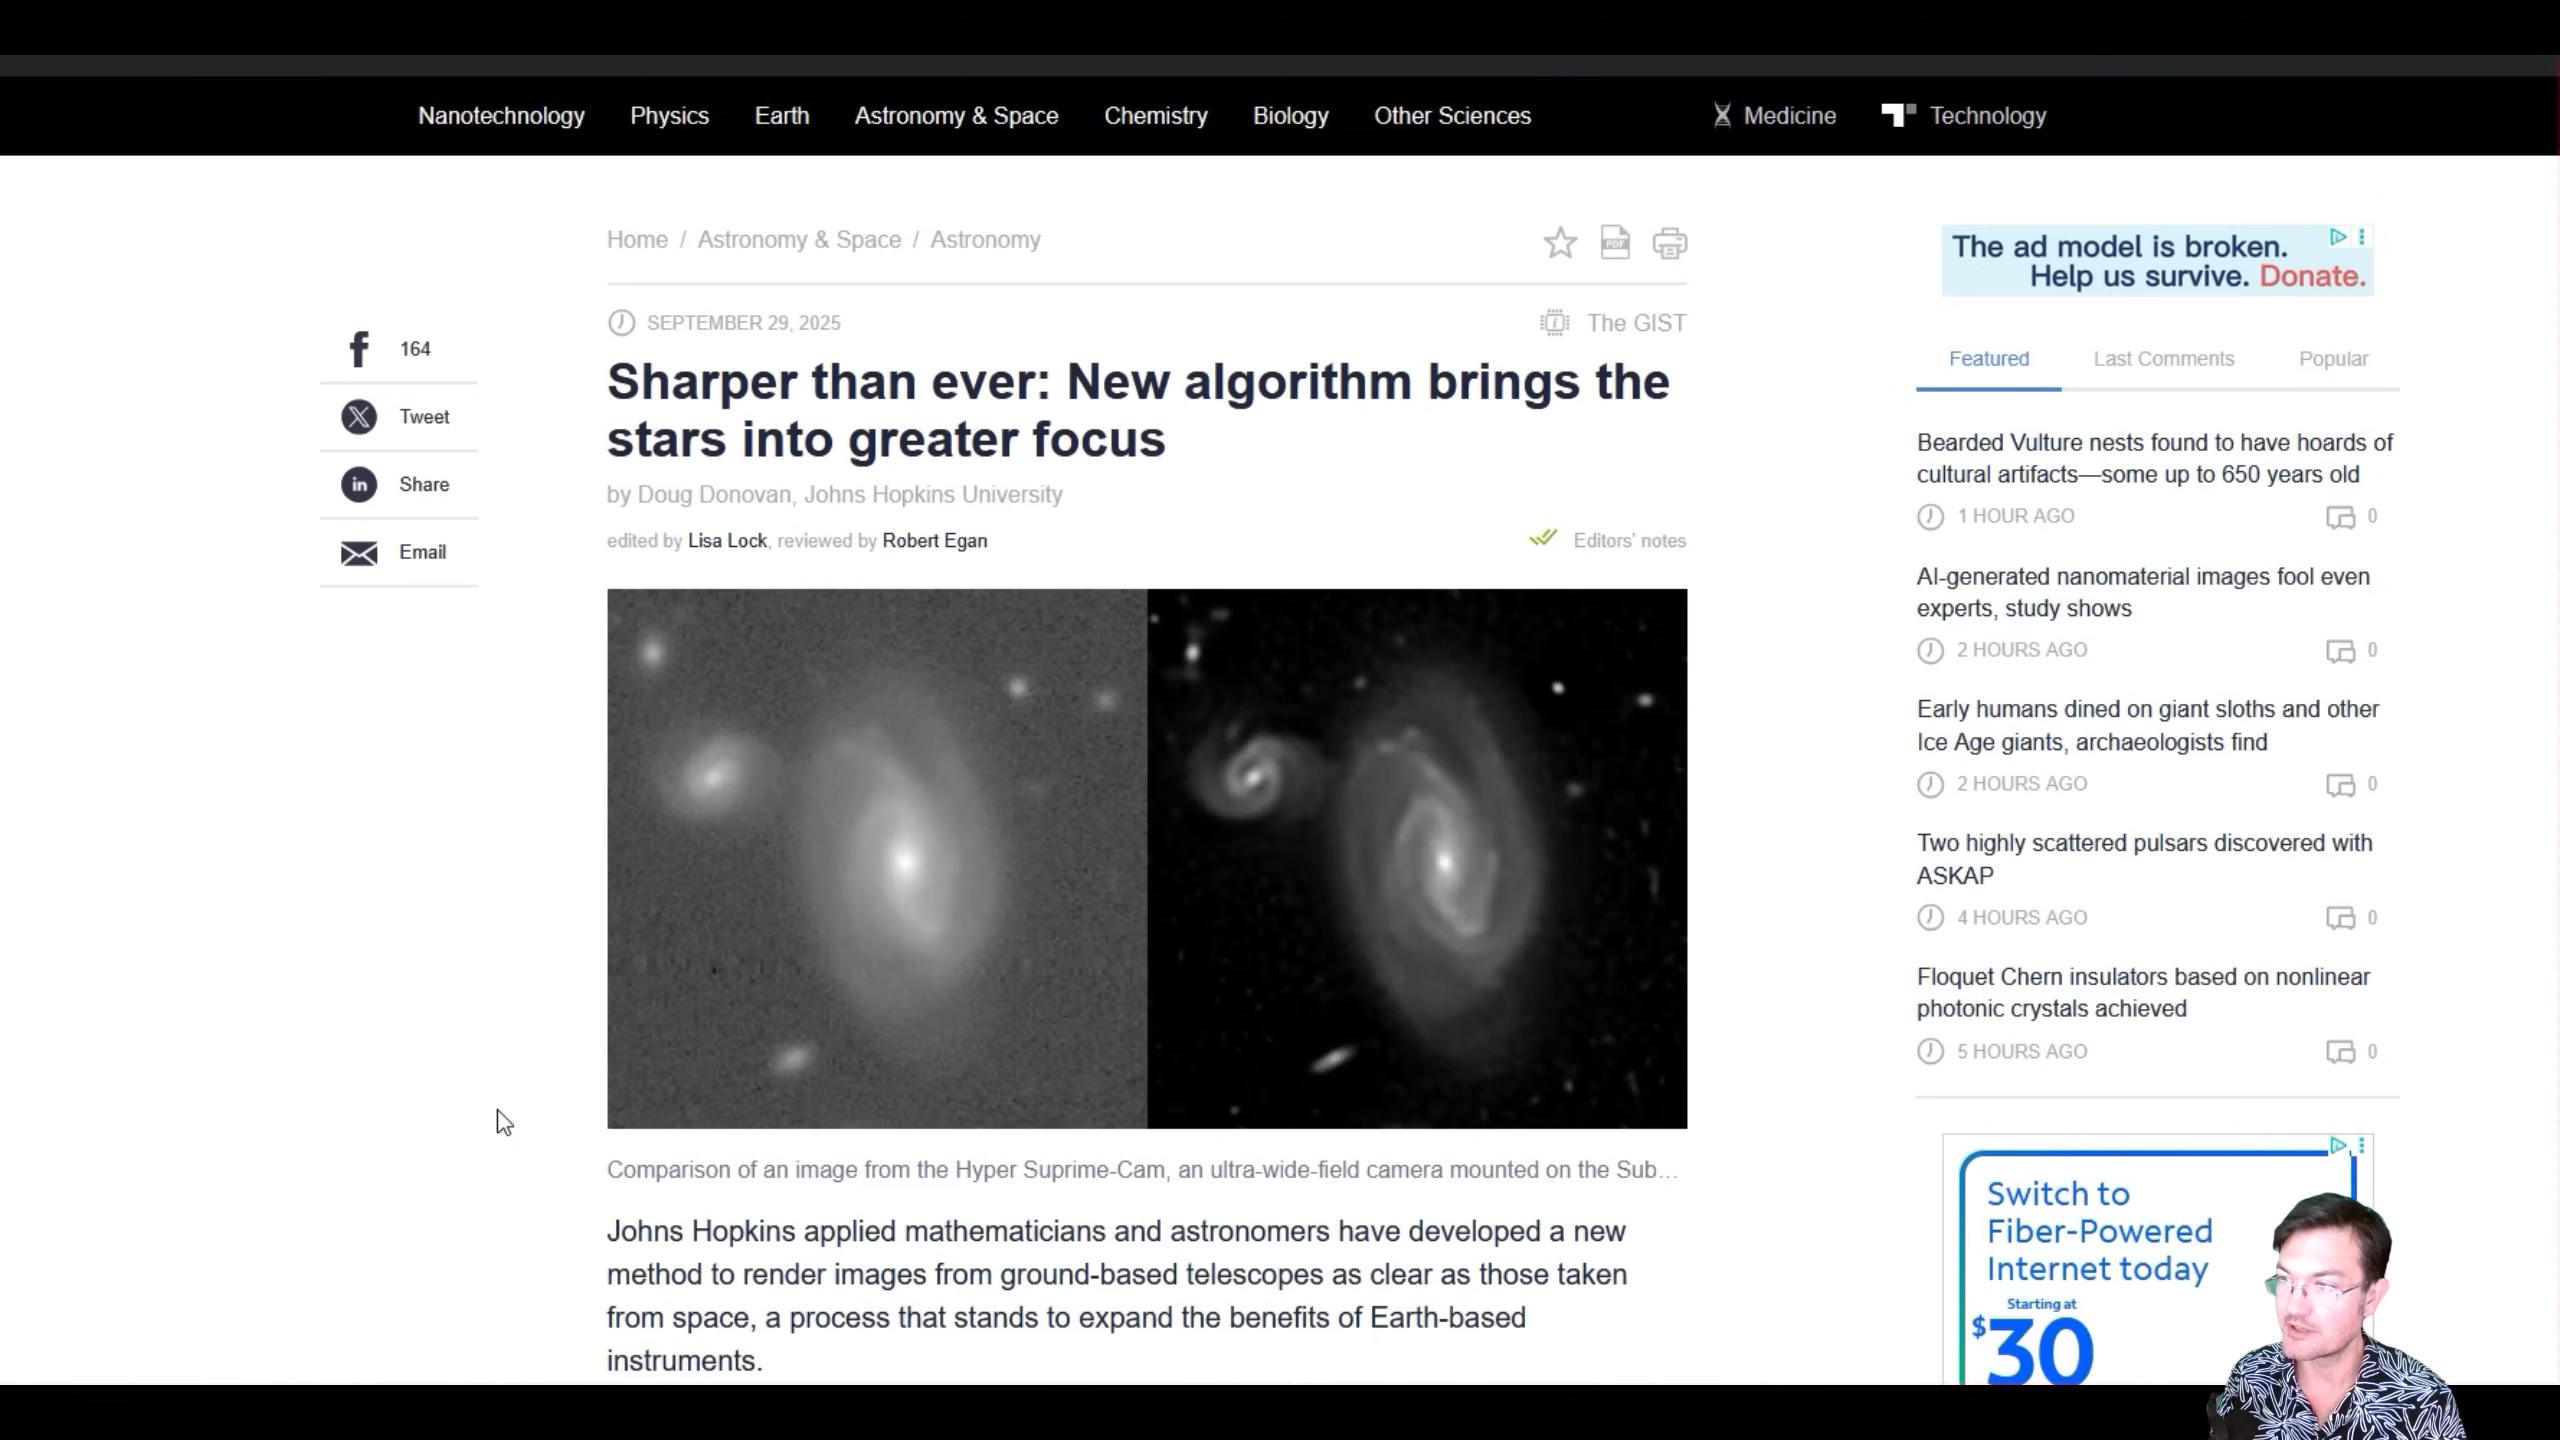 Nanotechnology Physics Earth Astronomy & Space Chemistry Biology Other Sciences Medicine Technology
Home / Astronomy & Space / Astronomy
PDF
SEPTEMBER 29, 2025 The GIST
Sharper than ever: New algorithm brings the
stars into greater focus
by Doug Donovan, Johns Hopkins University
edited by Lisa Lock, reviewed by Robert Egan
Editors' notes
164
Tweet
Share
Email
Comparison of an image from the Hyper Suprime-Cam, an ultra-wide-field camera mounted on the Sub...
Johns Hopkins applied mathematicians and astronomers have developed a new
method to render images from ground-based telescopes as clear as those taken
from space, a process that stands to expand the benefits of Earth-based
instruments.
The ad model is broken.
Help us survive. Donate.
Featured Last Comments Popular
Bearded Vulture nests found to have hoards of
cultural artifacts—some up to 650 years old
1 HOUR AGO 0
AI-generated nanomaterial images fool even
experts, study shows
2 HOURS AGO 0
Early humans dined on giant sloths and other
Ice Age giants, archaeologists find
2 HOURS AGO 0
Two highly scattered pulsars discovered with
ASKAP
4 HOURS AGO 0
Floquet Chern insulators based on nonlinear
photonic crystals achieved
5 HOURS AGO 0
Switch to
Fiber-Powered
Internet today
Starting at
$30